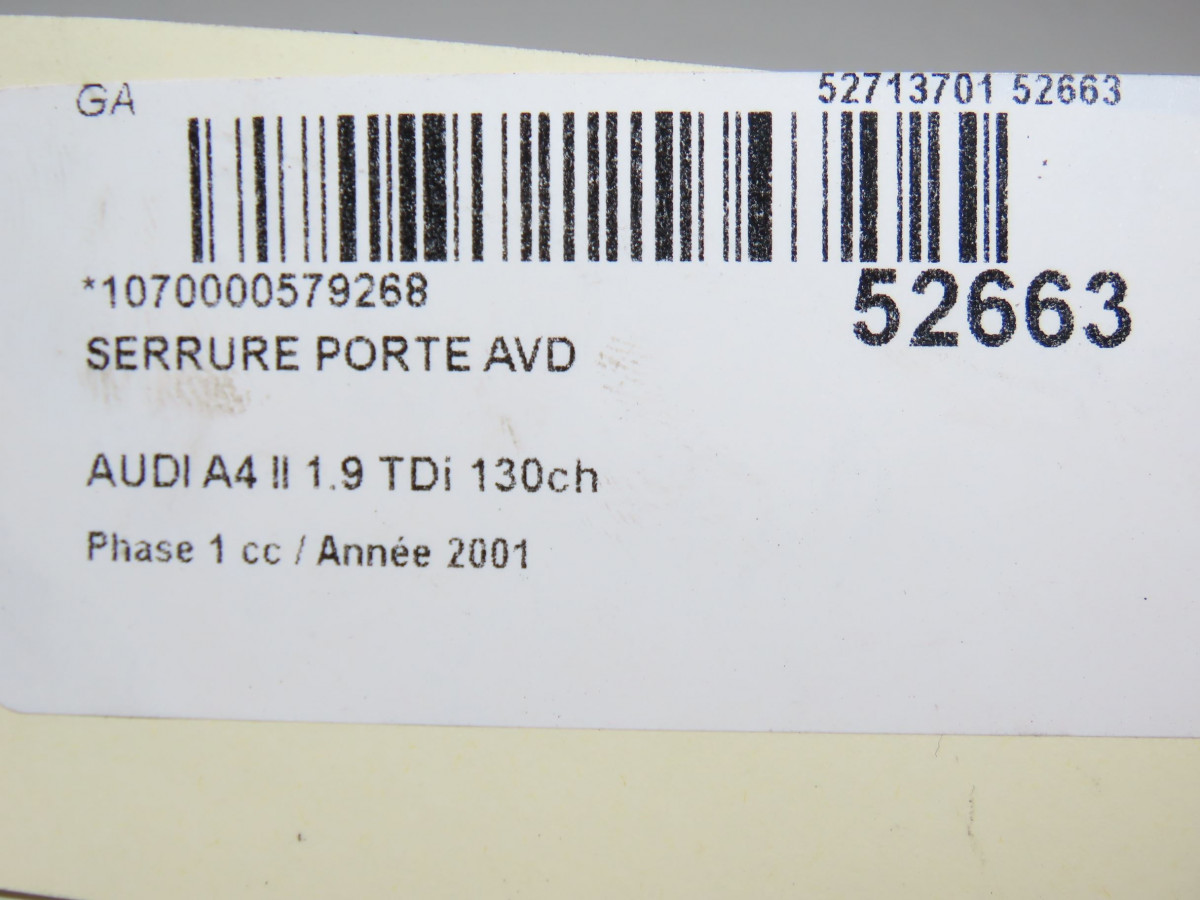 GA 52713701 52663
*1070000579268
52663
SERRURE PORTE AVD
AUDI A4 II 1.9 TDi 130ch
Phase 1 cc / Année 2001